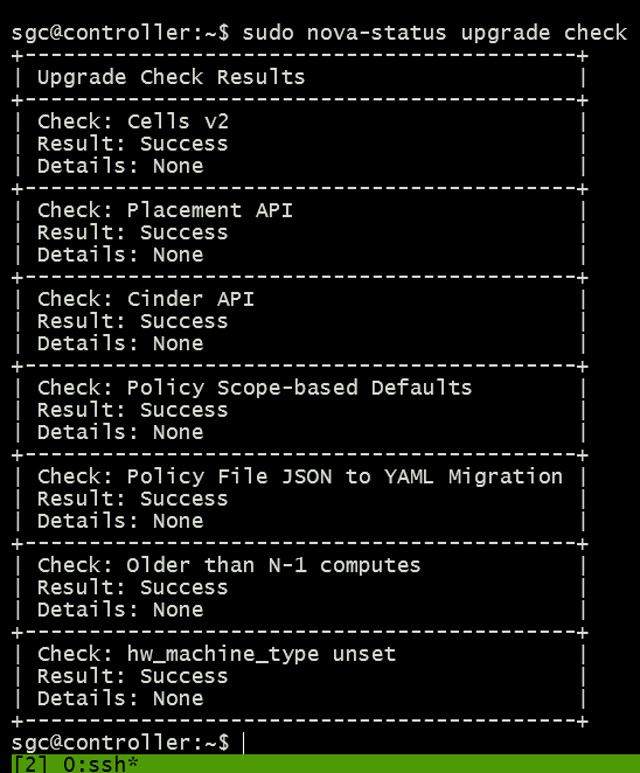 sgc@controller:~$ sudo nova-status upgrade check
+-------------------------------------------+
| Upgrade Check Results                     |
+-------------------------------------------+
| Check: Cells v2                           |
| Result: Success                           |
| Details: None                             |
+-------------------------------------------+
| Check: Placement API                      |
| Result: Success                           |
| Details: None                             |
+-------------------------------------------+
| Check: Cinder API                         |
| Result: Success                           |
| Details: None                             |
+-------------------------------------------+
| Check: Policy Scope-based Defaults        |
| Result: Success                           |
| Details: None                             |
+-------------------------------------------+
| Check: Policy File JSON to YAML Migration |
| Result: Success                           |
| Details: None                             |
+-------------------------------------------+
| Check: Older than N-1 computes            |
| Result: Success                           |
| Details: None                             |
+-------------------------------------------+
| Check: hw_machine_type unset              |
| Result: Success                           |
| Details: None                             |
+-------------------------------------------+
sgc@controller:~$
[2] 0:ssh*